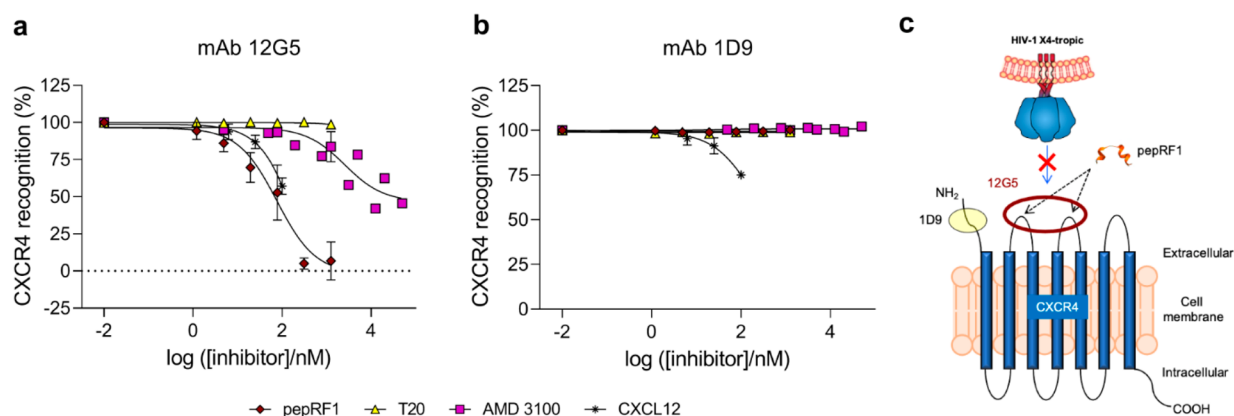 a
mAb 12G5
CXCR4 recognition (%)
125
100
75
50
25
0
-25
-2
0
2
4
log ([inhibitor]/nM)
b
mAb 1D9
CXCR4 recognition (%)
125
100
75
50
25
0
-2
0
2
4
log ([inhibitor]/nM)
pepRF1
T20
AMD 3100
CXCL12
c
HIV-1 X4-tropic
pepRF1
12G5
NH2
1D9
Extracellular
CXCR4
Cell
membrane
Intracellular
COOH